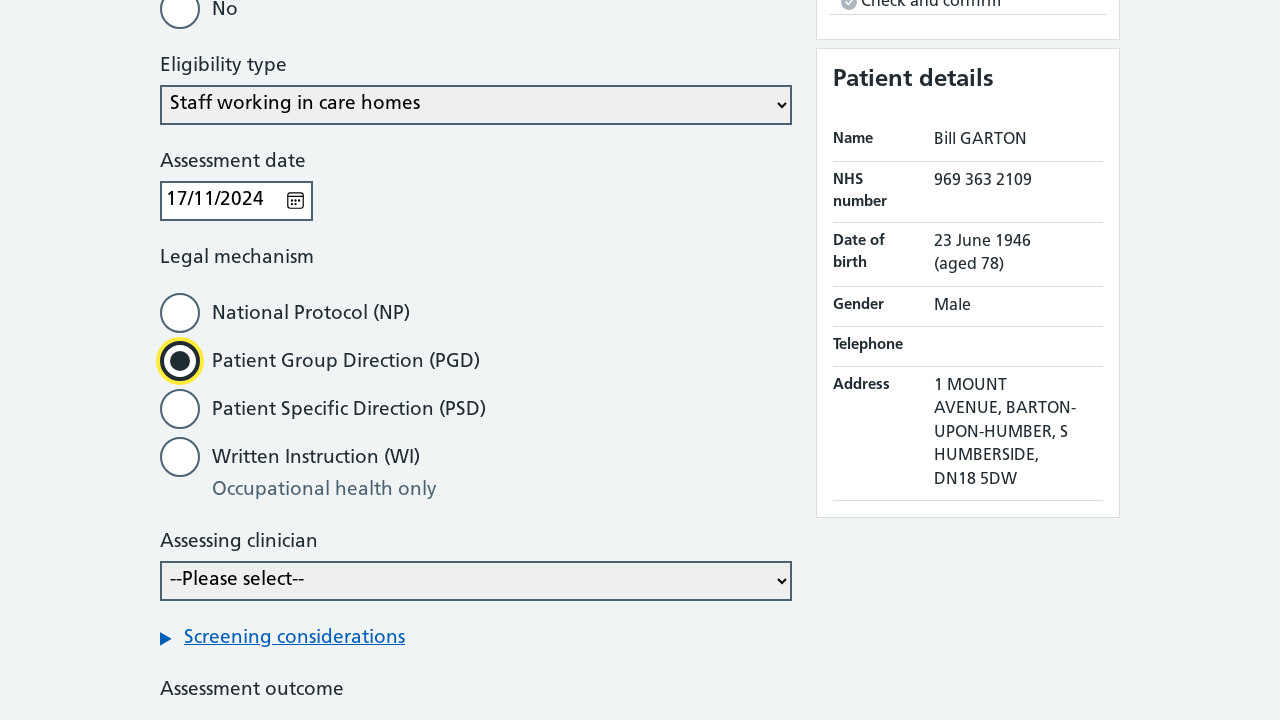 No
Eligibility type
Staff working in care homes
Assessment date
17/11/2024
Legal mechanism
National Protocol (NP)
Patient Group Direction (PGD)
Patient Specific Direction (PSD)
Written Instruction (WI)
Occupational health only
Assessing clinician
--Please select--
Screening considerations
Assessment outcome
Check and confirm
Patient details
Name Bill GARTON
NHS number 969 363 2109
Date of birth 23 June 1946 (aged 78)
Gender Male
Telephone
Address 1 MOUNT
AVENUE, BARTON-
UPON-HUMBER, S
HUMBERSIDE,
DN18 5DW